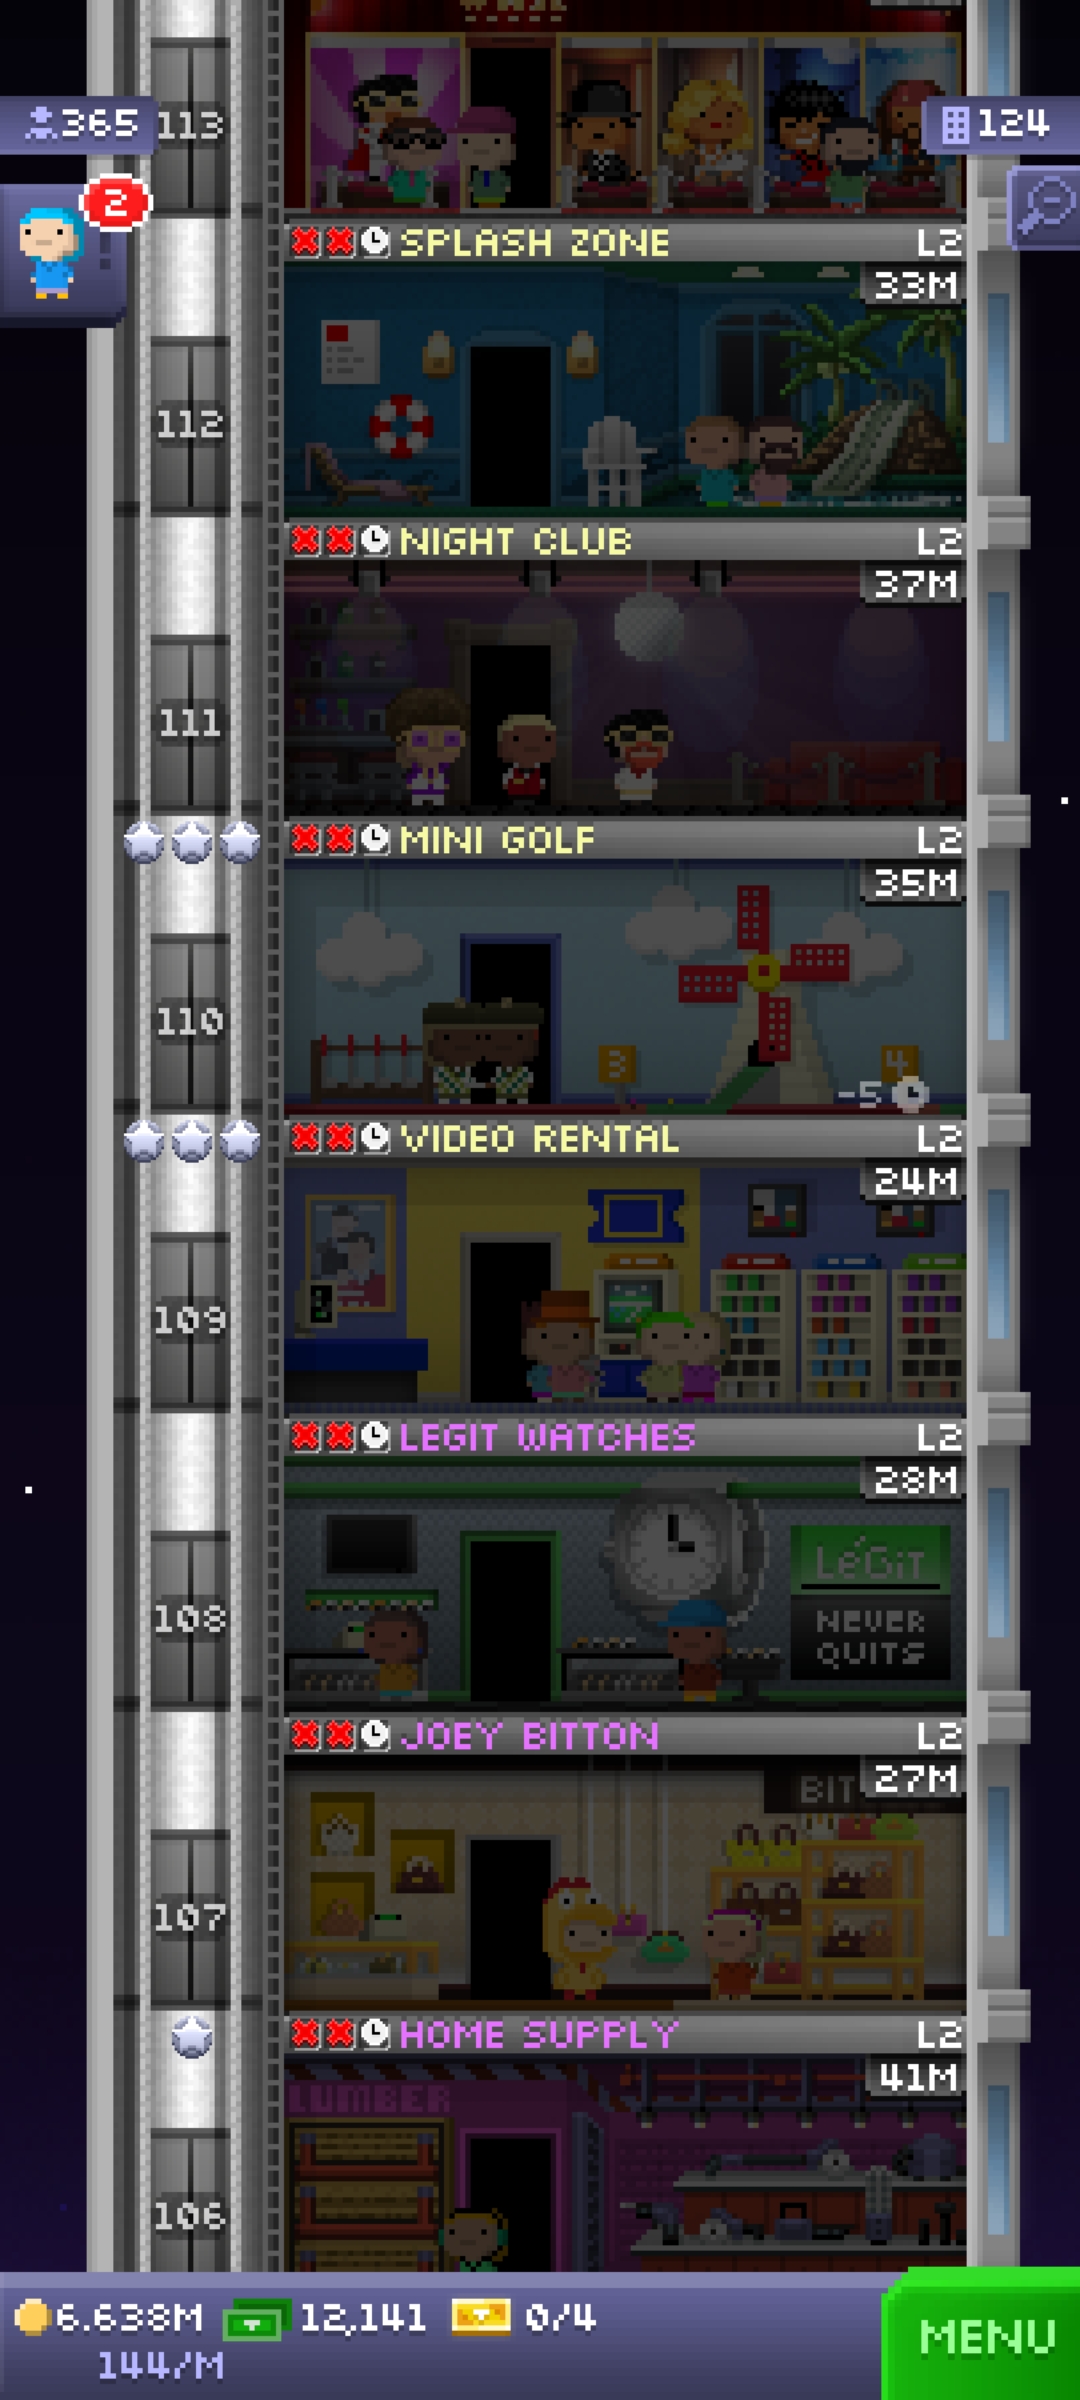 365
113
124
2
SPLASH ZONE L2
33M
112
NIGHT CLUB L2
37M
111
MINI GOLF L2
35M
110
3
4
-5
VIDEO RENTAL L2
24M
109
LEGIT WATCHES L2
28M
LéGiT
NEVER
QUITS
108
JOEY BITTON L2
27M
BIT
107
HOME SUPPLY L2
41M
LUMBER
106
6.638M 12,141 0/4
144/M
MENU